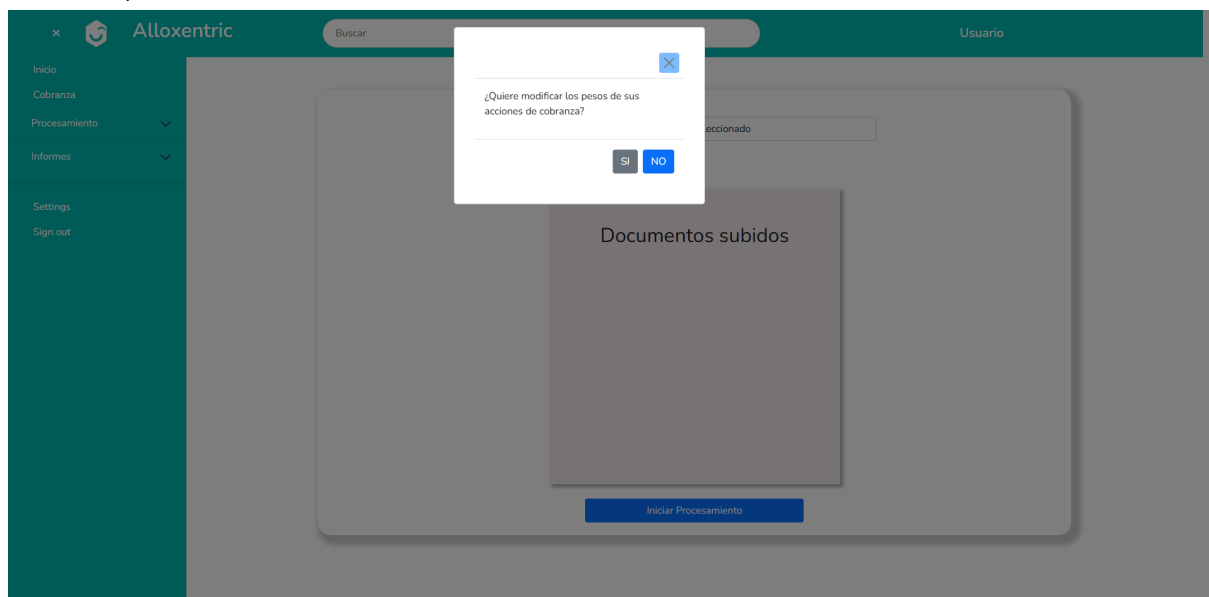 Alloxentric
Buscar
Usuario
Inicio
Cobranza
Procesamiento
Informes
Settings
Sign out
¿Quiere modificar los pesos de sus
acciones de cobranza?
SI NO
Documentos subidos
Iniciar Procesamiento